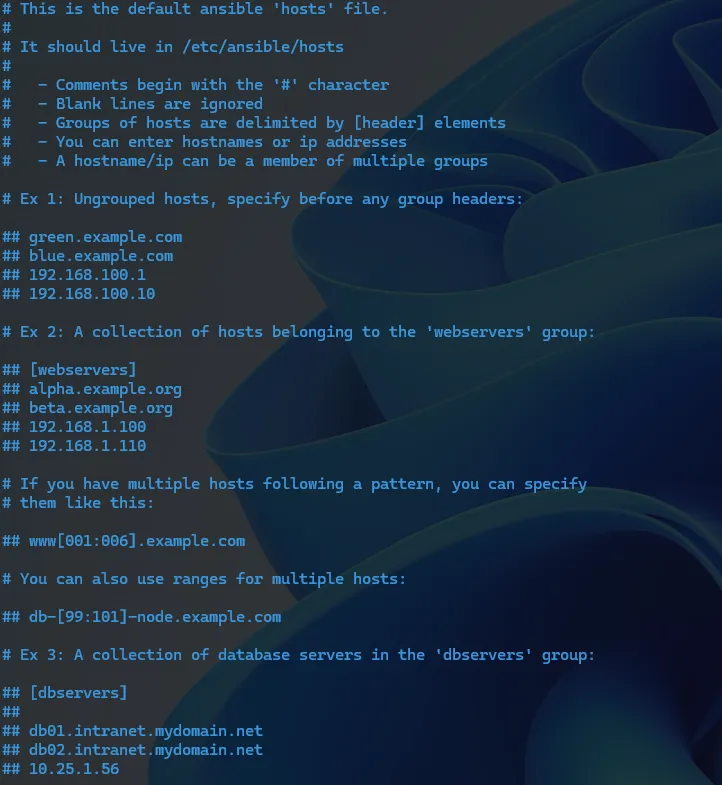 # This is the default ansible 'hosts' file.
#
# It should live in /etc/ansible/hosts
#
#   - Comments begin with the '#' character
#   - Blank lines are ignored
#   - Groups of hosts are delimited by [header] elements
#   - You can enter hostnames or ip addresses
#   - A hostname/ip can be a member of multiple groups

# Ex 1: Ungrouped hosts, specify before any group headers:

## green.example.com
## blue.example.com
## 192.168.100.1
## 192.168.100.10

# Ex 2: A collection of hosts belonging to the 'webservers' group:

## [webservers]
## alpha.example.org
## beta.example.org
## 192.168.1.100
## 192.168.1.110

# If you have multiple hosts following a pattern, you can specify
# them like this:

## www[001:006].example.com

# You can also use ranges for multiple hosts:

## db-[99:101]-node.example.com

# Ex 3: A collection of database servers in the 'dbservers' group:

## [dbservers]
##
## db01.intranet.mydomain.net
## db02.intranet.mydomain.net
## 10.25.1.56